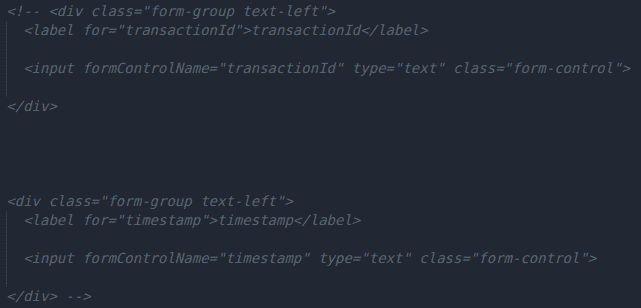 <!-- <div class="form-group text-left">
<label for="transactionId">transactionId</label>
<input formControlName="transactionId" type="text" class="form-control">
</div>
<div class="form-group text-left">
<label for="timestamp">timestamp</label>
<input formControlName="timestamp" type="text" class="form-control">
</div> -->